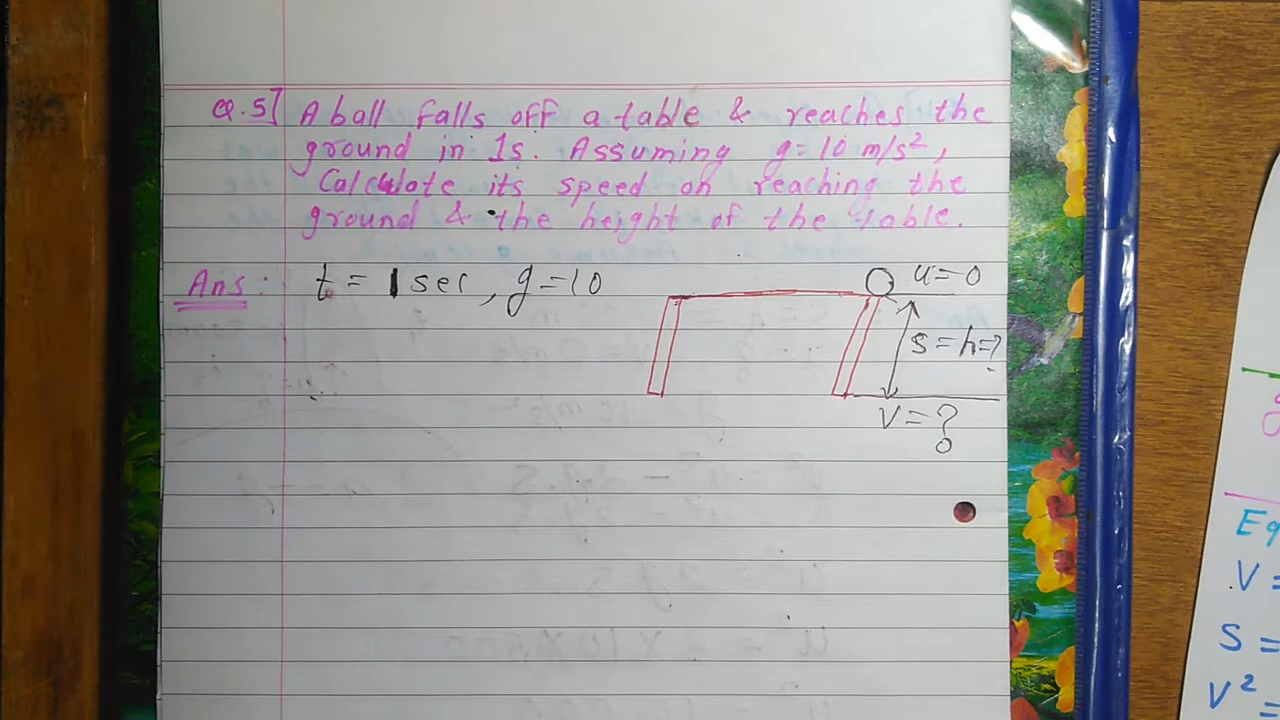 Q.5] A ball falls off a table & reaches the
ground in 1s. Assuming g=10 m/s²,
Calculate its speed on reaching the
ground & the height of the table.
Ans: t = 1 sec, g=10
u=0
s=h=?
V=?
Eq
V=
S=
V²=